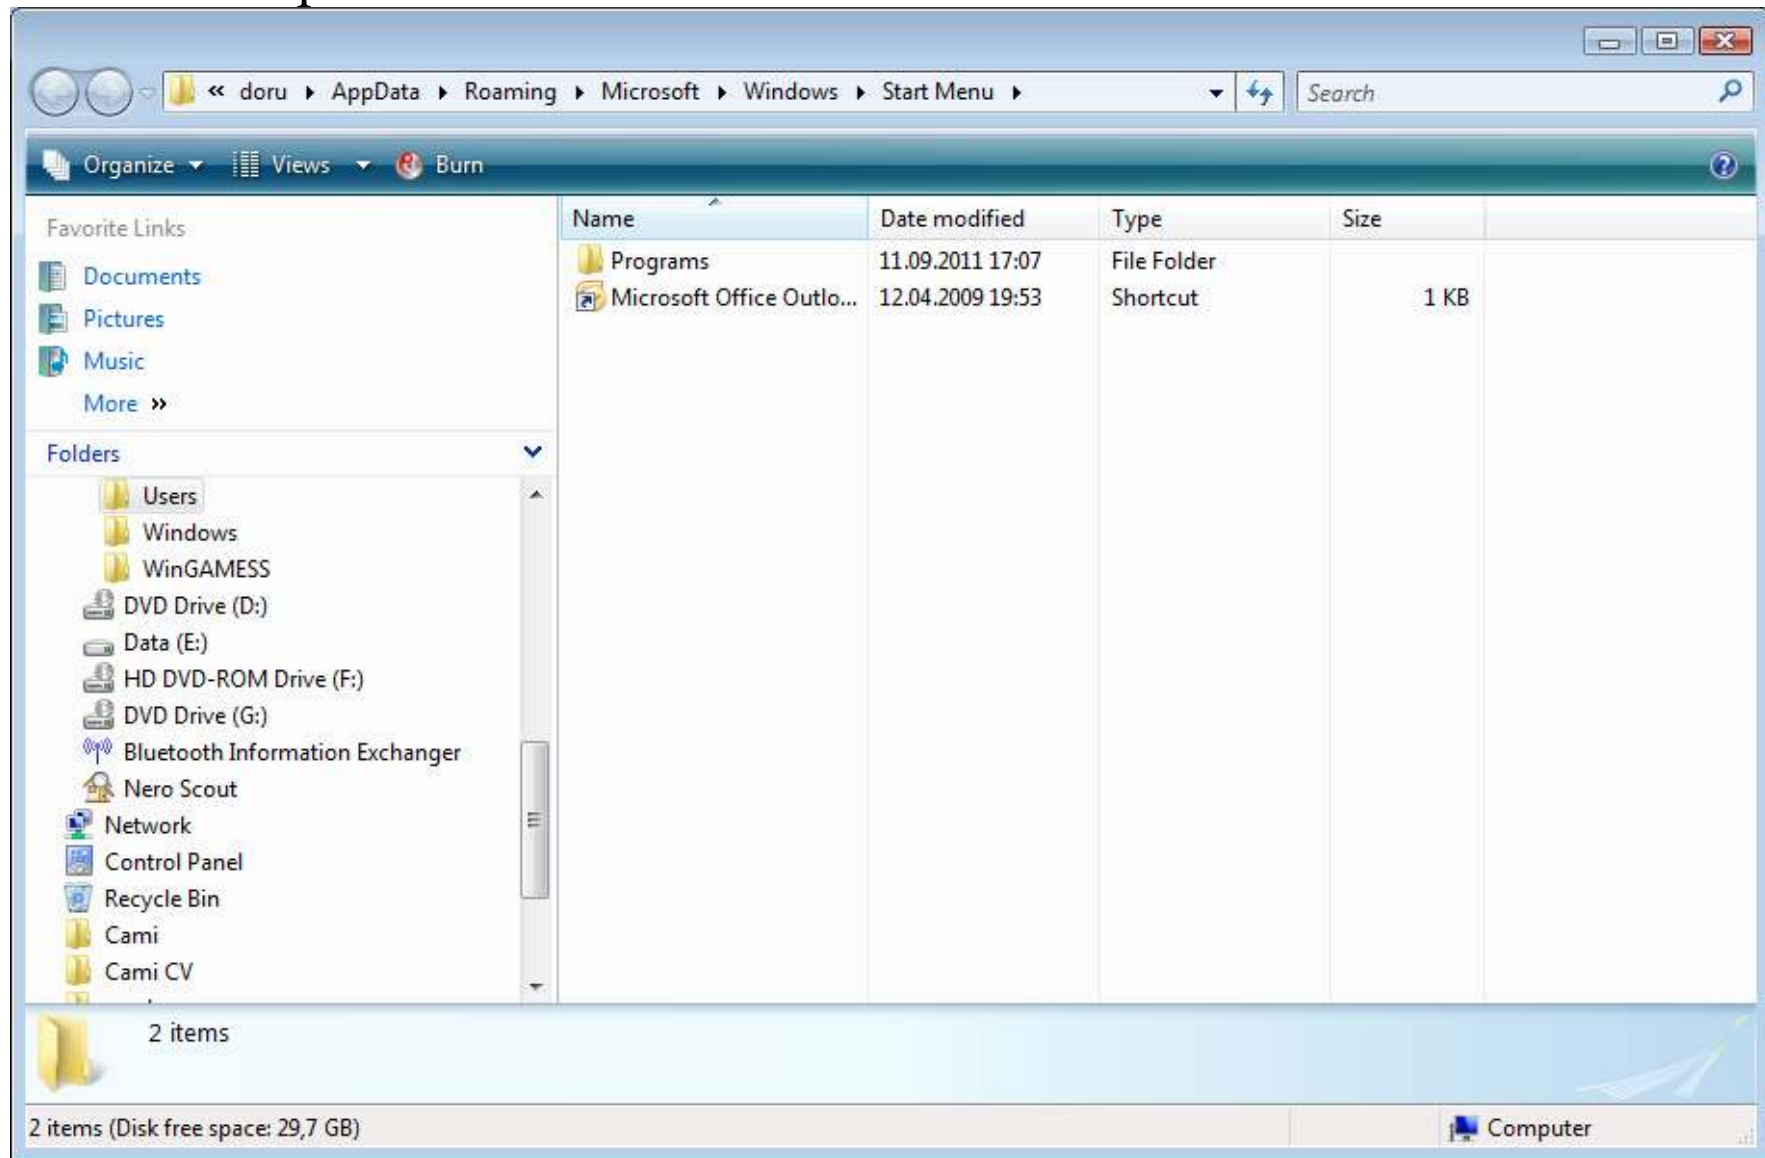 « doru ▸ AppData ▸ Roaming ▸ Microsoft ▸ Windows ▸ Start Menu ▸
Search
Organize Views Burn
Favorite Links
Documents
Pictures
Music
More »
Folders
Users
Windows
WinGAMESS
DVD Drive (D:)
Data (E:)
HD DVD-ROM Drive (F:)
DVD Drive (G:)
Bluetooth Information Exchanger
Nero Scout
Network
Control Panel
Recycle Bin
Cami
Cami CV
Name Date modified Type Size
Programs 11.09.2011 17:07 File Folder
Microsoft Office Outlo... 12.04.2009 19:53 Shortcut 1 KB
2 items
2 items (Disk free space: 29,7 GB) Computer